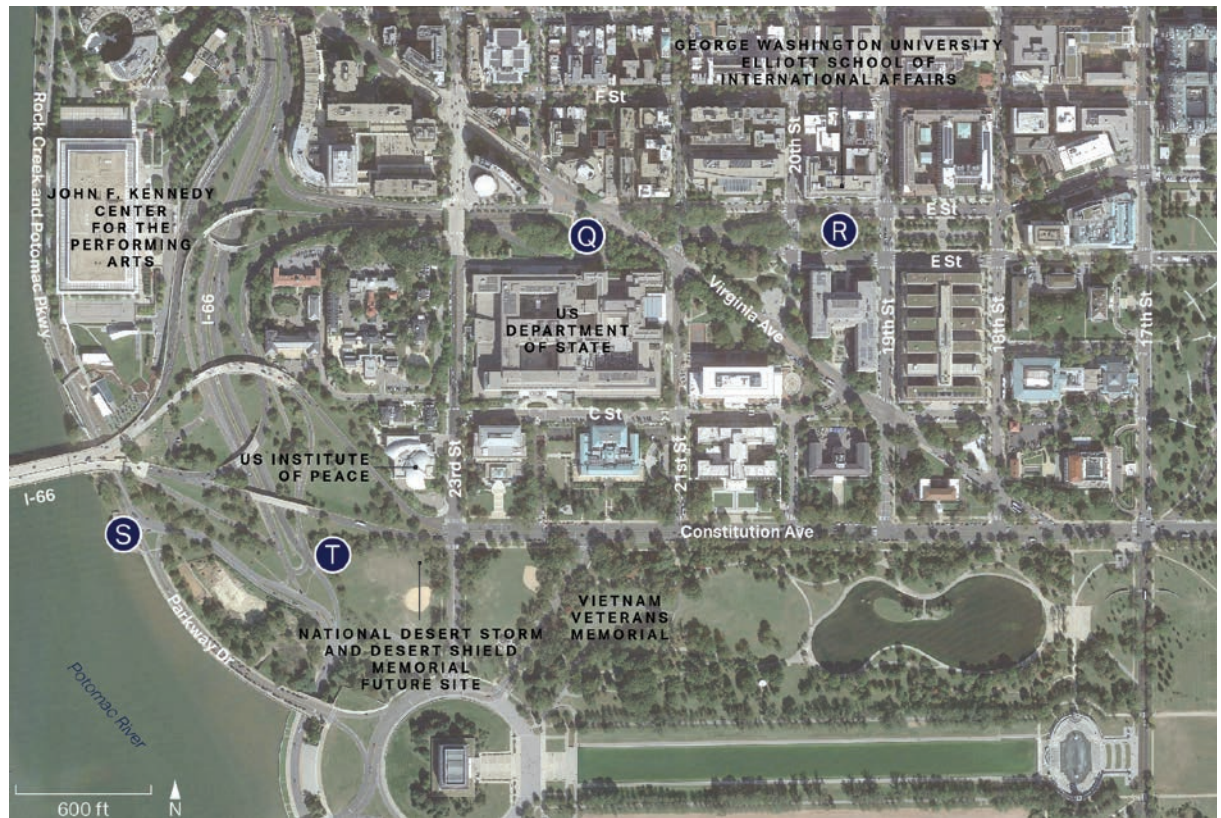 GEORGE WASHINGTON UNIVERSITY
ELLIOTT SCHOOL OF
INTERNATIONAL AFFAIRS
F St
20th St
Rock Creek and Potomac Pkwy
JOHN F. KENNEDY
CENTER
FOR THE
PERFORMING
ARTS
E St
Q
R
E St
I-66
Virginia Ave
US
DEPARTMENT
OF STATE
19th St
18th St
17th St
C St
US INSTITUTE
OF PEACE
23rd St
21st St
I-66
S
T
Constitution Ave
Parkway Dr
VIETNAM
VETERANS
MEMORIAL
NATIONAL DESERT STORM
AND DESERT SHIELD
MEMORIAL
FUTURE SITE
Potomac River
600 ft
N